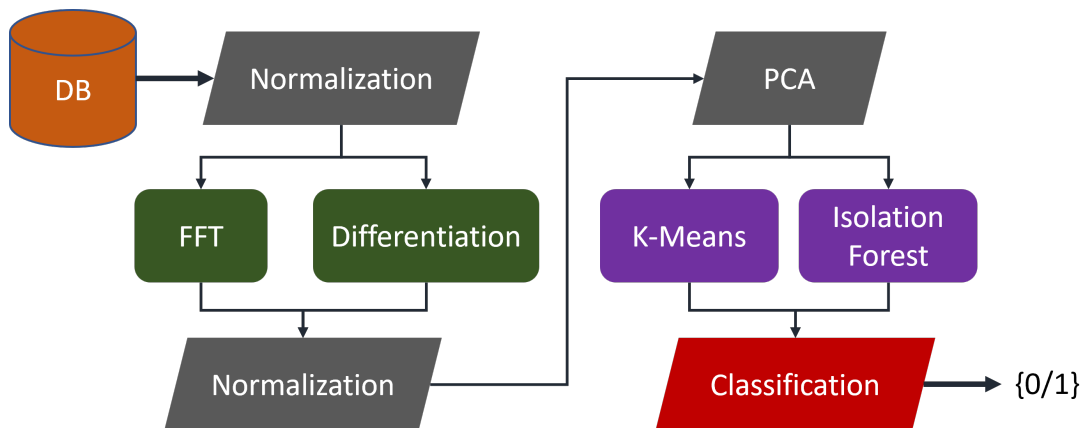 DB
Normalization
FFT
Differentiation
Normalization
PCA
K-Means
Isolation
Forest
Classification
{0/1}